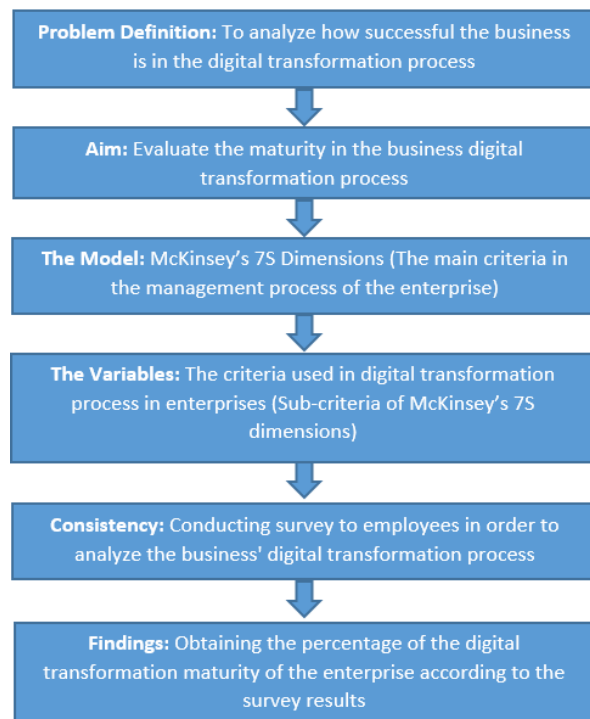 Problem Definition: To analyze how successful the business
is in the digital transformation process
Aim: Evaluate the maturity in the business digital
transformation process
The Model: McKinsey’s 7S Dimensions (The main criteria in
the management process of the enterprise)
The Variables: The criteria used in digital transformation
process in enterprises (Sub-criteria of McKinsey’s 7S
dimensions)
Consistency: Conducting survey to employees in order to
analyze the business' digital transformation process
Findings: Obtaining the percentage of the digital
transformation maturity of the enterprise according to the
survey results